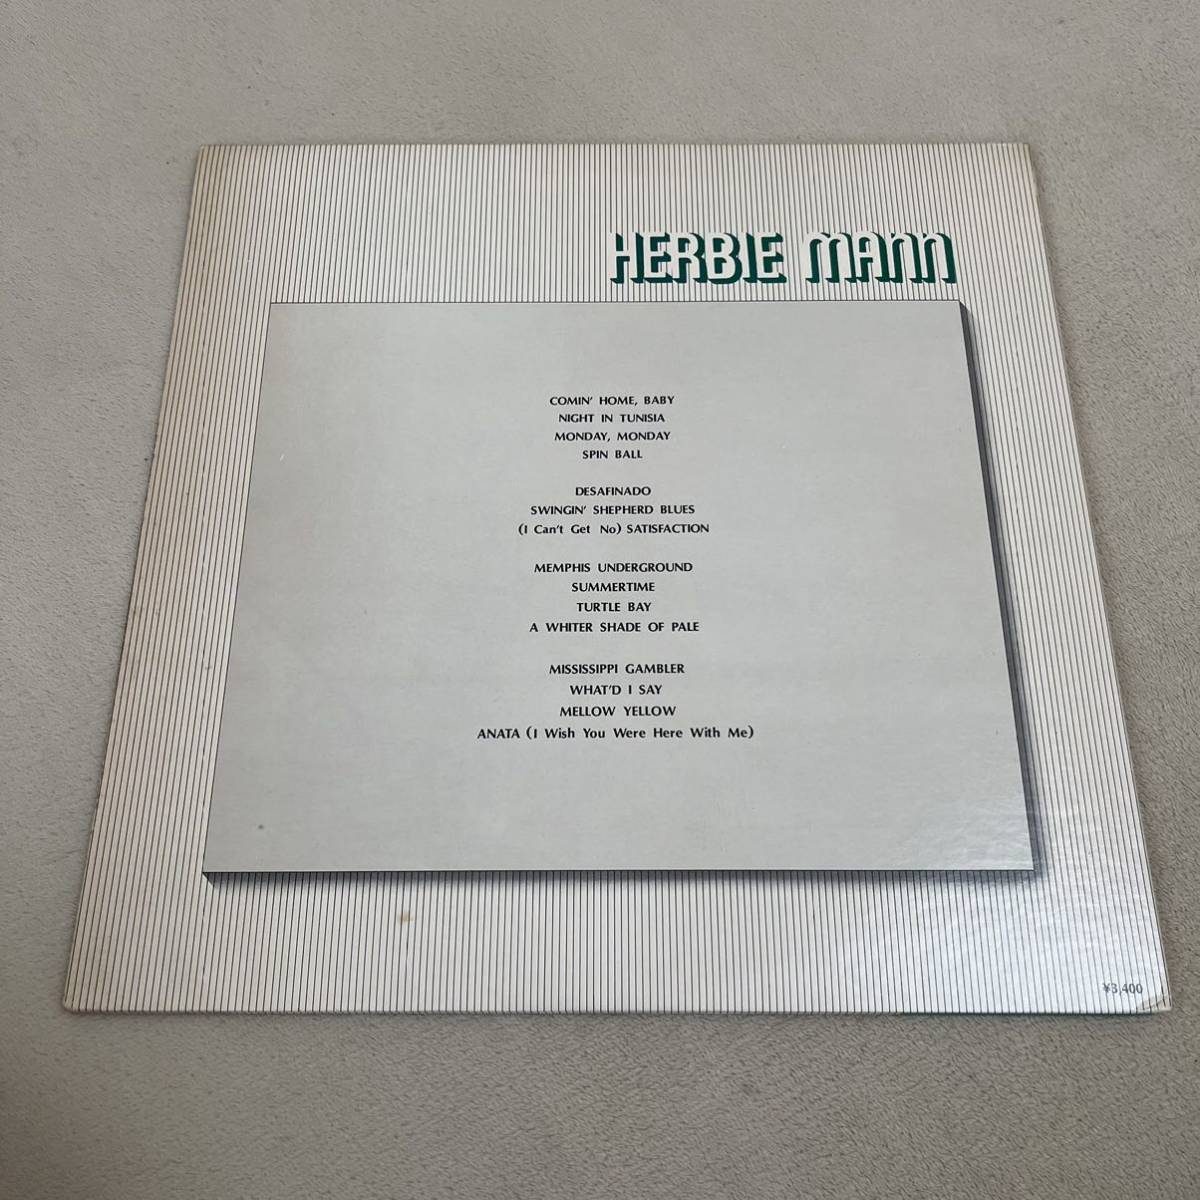 HERBIE MANN
COMIN' HOME, BABY
NIGHT IN TUNISIA
MONDAY, MONDAY
SPIN BALL
DESAFINADO
SWINGIN' SHEPHERD BLUES
(I Can't Get No) SATISFACTION
MEMPHIS UNDERGROUND
SUMMERTIME
TURTLE BAY
A WHITER SHADE OF PALE
MISSISSIPPI GAMBLER
WHAT'D I SAY
MELLOW YELLOW
ANATA (I Wish You Were Here With Me)
¥3,400